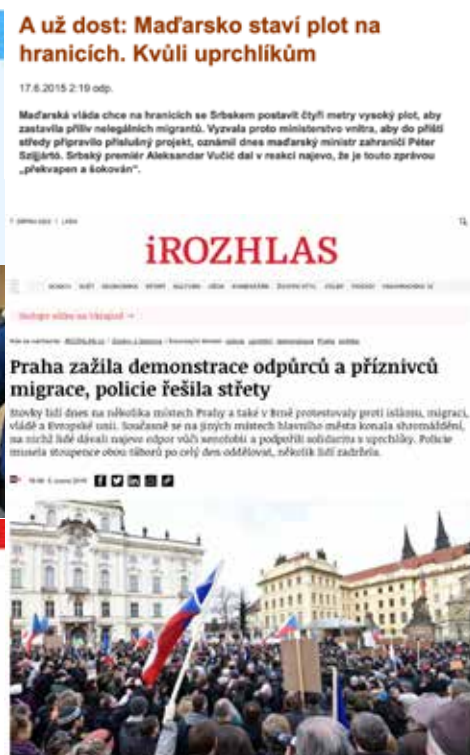 A už dost: Maďarsko staví plot na
hranicích. Kvůli uprchlíkům
17.6.2015 2:19 odp.
Maďarská vláda chce na hranicích se Srbskem postavit čtyři metry vysoký plot, aby
zastavila příliv nelegálních migrantů. Vyzvala proto ministerstvo vnitra, aby do příští
středy připravilo příslušný projekt, oznámil dnes maďarský ministr zahraničí Péter
Szijjártó. Srbský premiér Aleksandar Vučić dal v reakci najevo, že je touto zprávou
„překvapen a šokován".
iROZHLAS
Praha zažila demonstrace odpůrců a příznivců
migrace, policie řešila střety
Stovky lidí dnes na několika místech Prahy a také v Brně protestovaly proti islámu, migraci,
vládě a Evropské unii. Současně se na jiných místech hlavního města konala shromáždění,
na nichž lidé dávali najevo odpor vůči xenofobii a podpořili solidaritu s uprchlíky. Policie
musela stoupence obou táborů po celý den oddělovat, několik lidí zadržela.